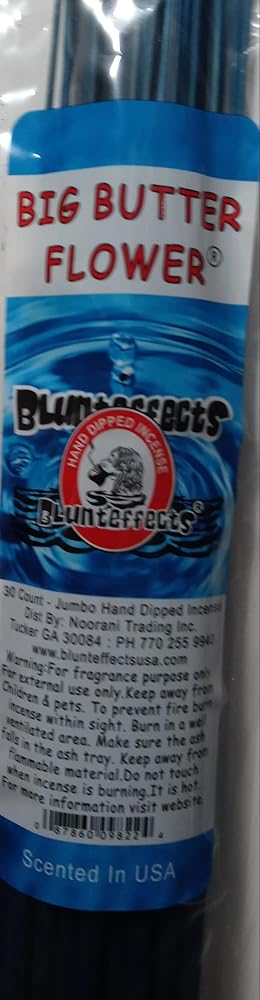 BIG BUTTER
FLOWER®
Blunteffects
HAND DIPPED INCENSE
Blunteffects®
30 Count - Jumbo Hand Dipped Incense
Dist By: Noorani Trading Inc.
Tucker GA 30084 : PH 770 255 9940
www.blunteffectsusa.com
Warning:For fragrance purpose only
For external use only.Keep away from
Children & pets. To prevent fire burn
incense within sight. Burn in a well
ventilated area. Make sure the ash
falls in the ash tray. Keep away from
flammable material.Do not touch
when incense is burning.It is hot.
For more information visit website
0 87860 09822 4
Scented In USA